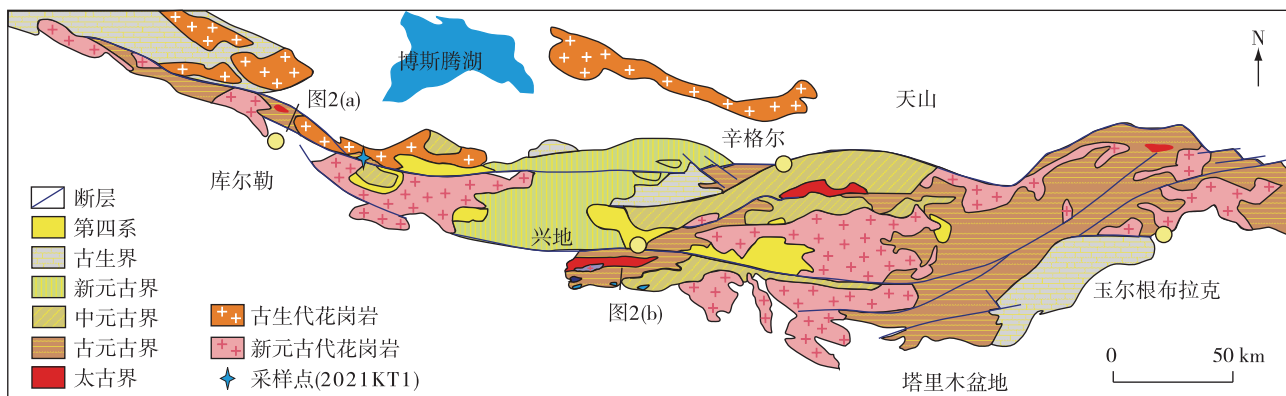 博斯腾湖
N
天山
图2(a)
辛格尔
库尔勒
兴地
图2(b)
玉尔根布拉克
塔里木盆地
0 50 km
断层
第四系
古生界
新元古界
中元古界
古元古界
太古界
古生代花岗岩
新元古代花岗岩
采样点(2021KT1)